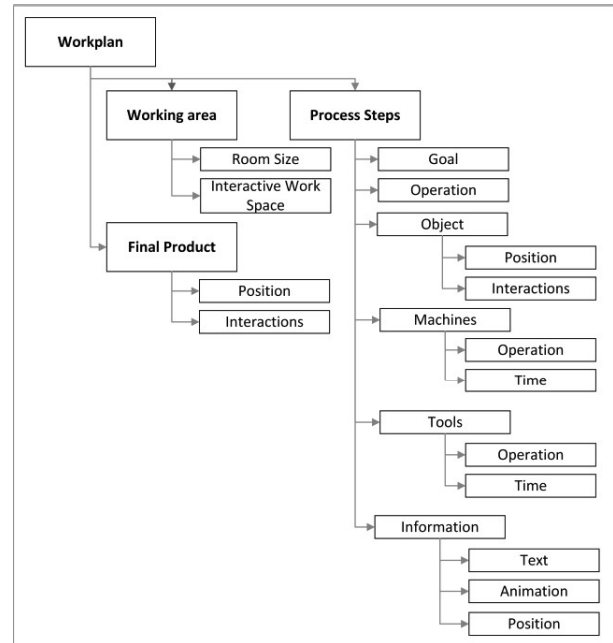 Workplan
Working area
Room Size
Interactive Work
Space
Final Product
Position
Interactions
Process Steps
Goal
Operation
Object
Position
Interactions
Machines
Operation
Time
Tools
Operation
Time
Information
Text
Animation
Position